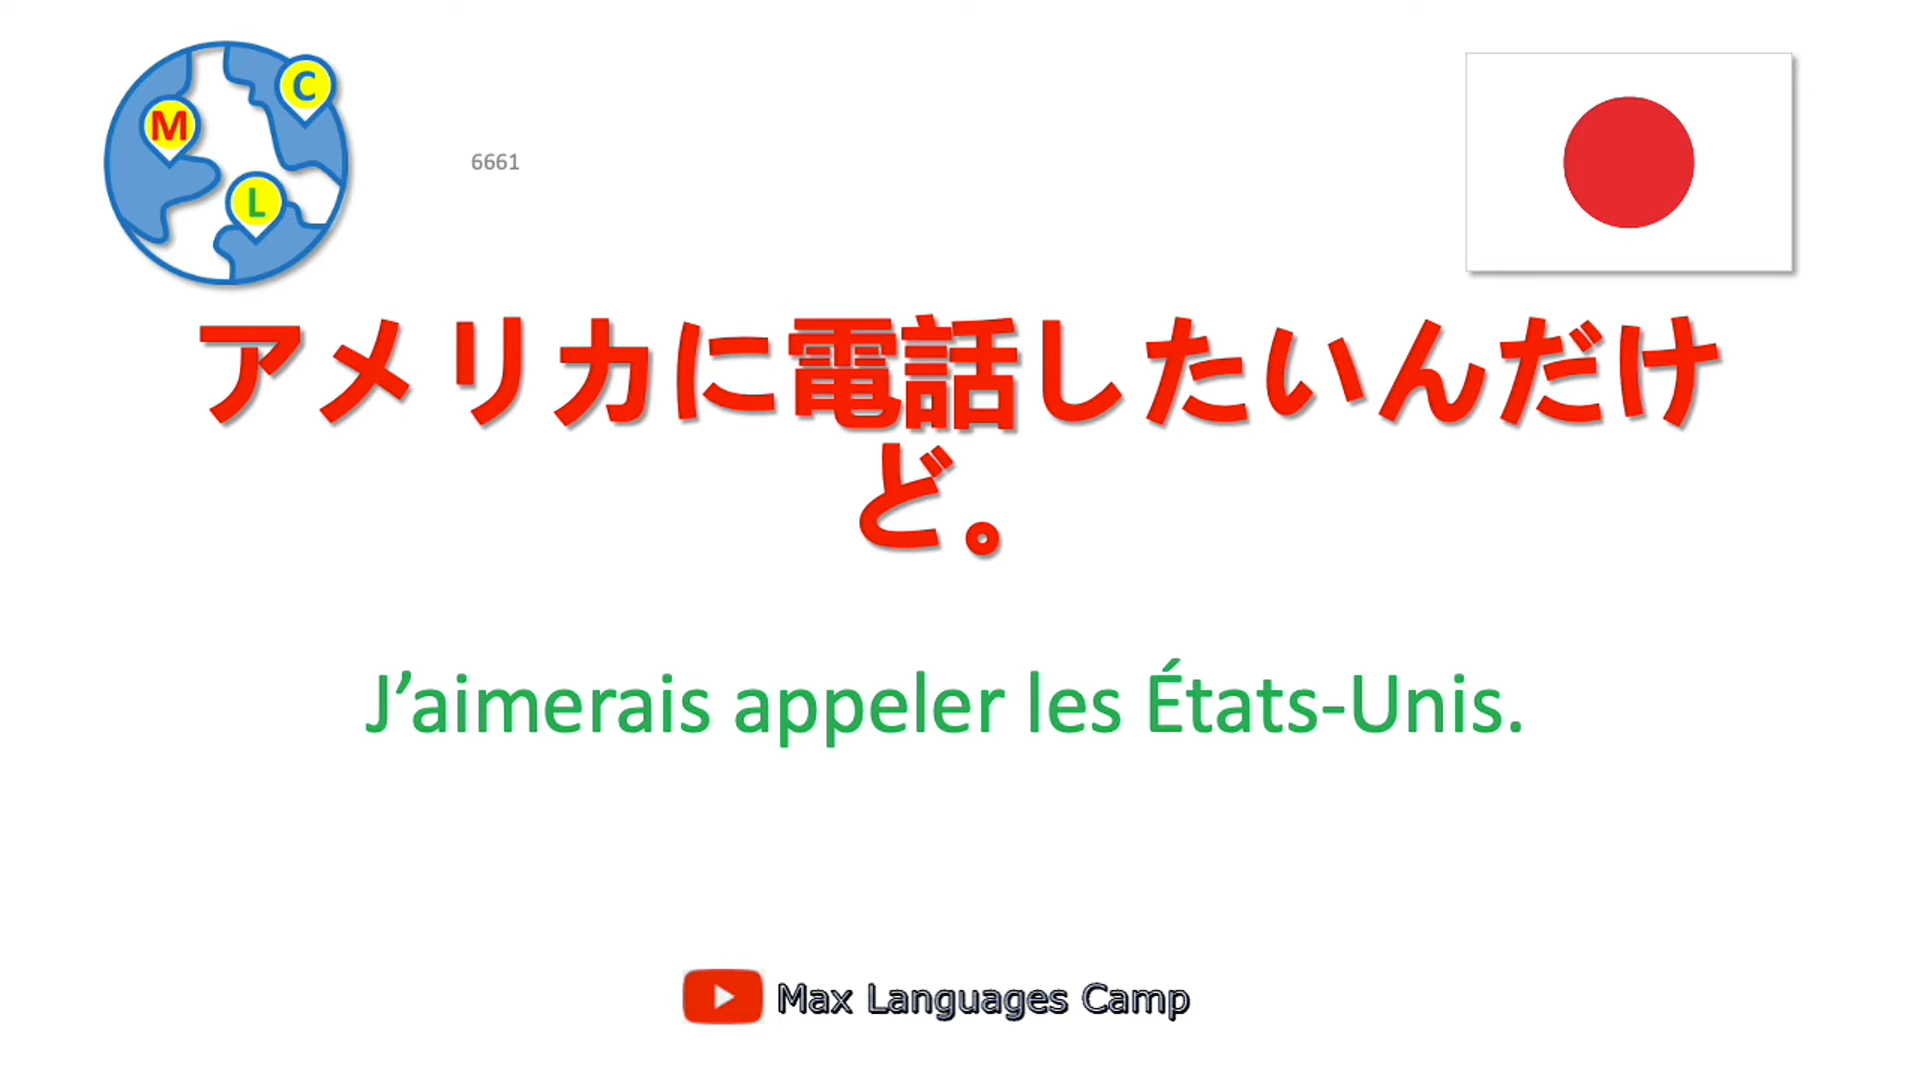 C
M
L
6661
アメリカに電話したいんだけ
ど。
J’aimerais appeler les États-Unis.
Max Languages Camp